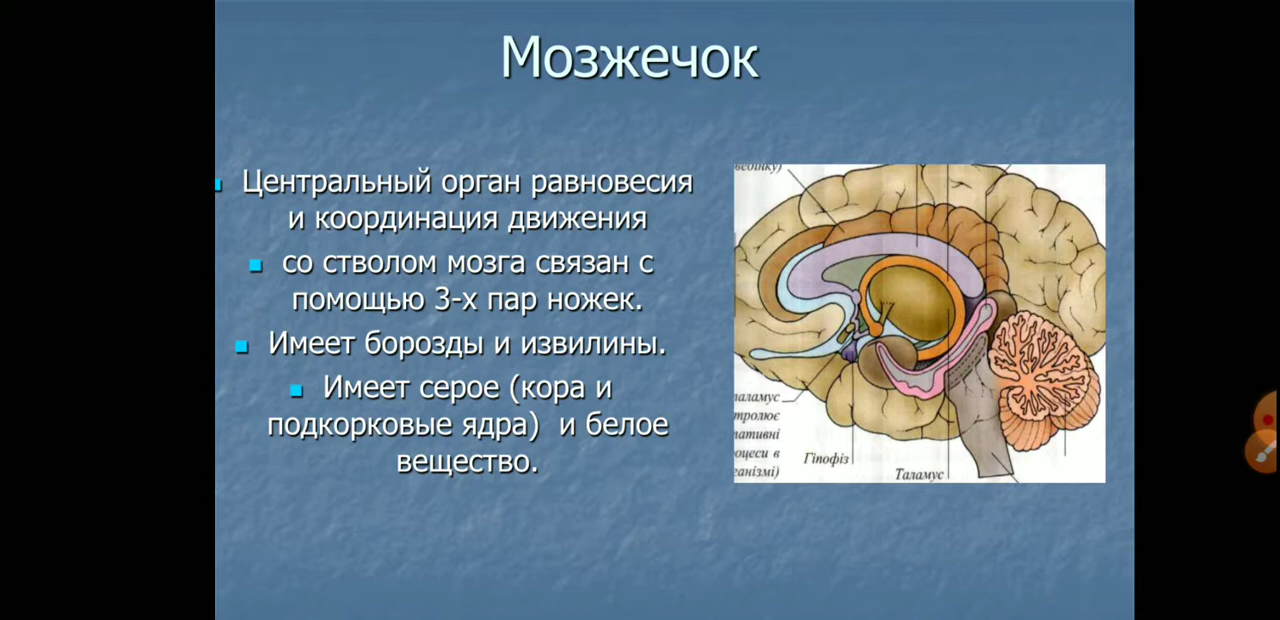 Мозжечок
Центральный орган равновесия
и координация движения
со стволом мозга связан с
помощью 3-х пар ножек.
Имеет борозды и извилины.
Имеет серое (кора и
подкорковые ядра) и белое
вещество.
Гіпофіз
Таламус